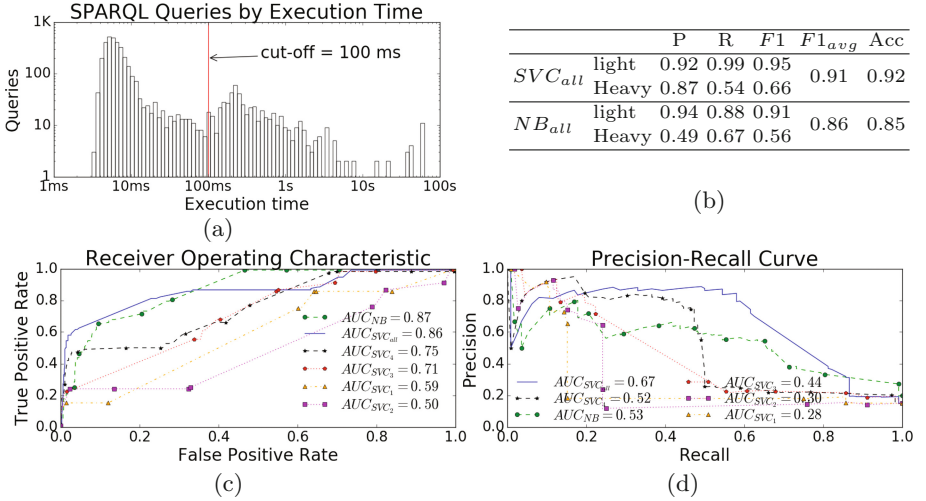 SPARQL Queries by Execution Time
1K
100
10
1
Queries
cut-off = 100 ms
1ms 10ms 100ms 1s 10s 100s
Execution time
(a)
P R F1 F1avg Acc
SVCall light 0.92 0.99 0.95 0.91 0.92
Heavy 0.87 0.54 0.66
NBall light 0.94 0.88 0.91 0.86 0.85
Heavy 0.49 0.67 0.56
(b)
Receiver Operating Characteristic
True Positive Rate
1.0
0.8
0.6
0.4
0.2
0.0
AUCNB = 0.87
AUCSVCall = 0.86
AUCSVC4 = 0.75
AUCSVC3 = 0.71
AUCSVC1 = 0.59
AUCSVC2 = 0.50
0.0 0.2 0.4 0.6 0.8 1.0
False Positive Rate
(c)
Precision-Recall Curve
Precision
1.0
0.8
0.6
0.4
0.2
0.0
AUCSVCall = 0.67
AUCSVC4 = 0.52
AUCNB = 0.53
AUCSVC3 = 0.44
AUCSVC2 = 0.30
AUCSVC1 = 0.28
0.0 0.2 0.4 0.6 0.8 1.0
Recall
(d)